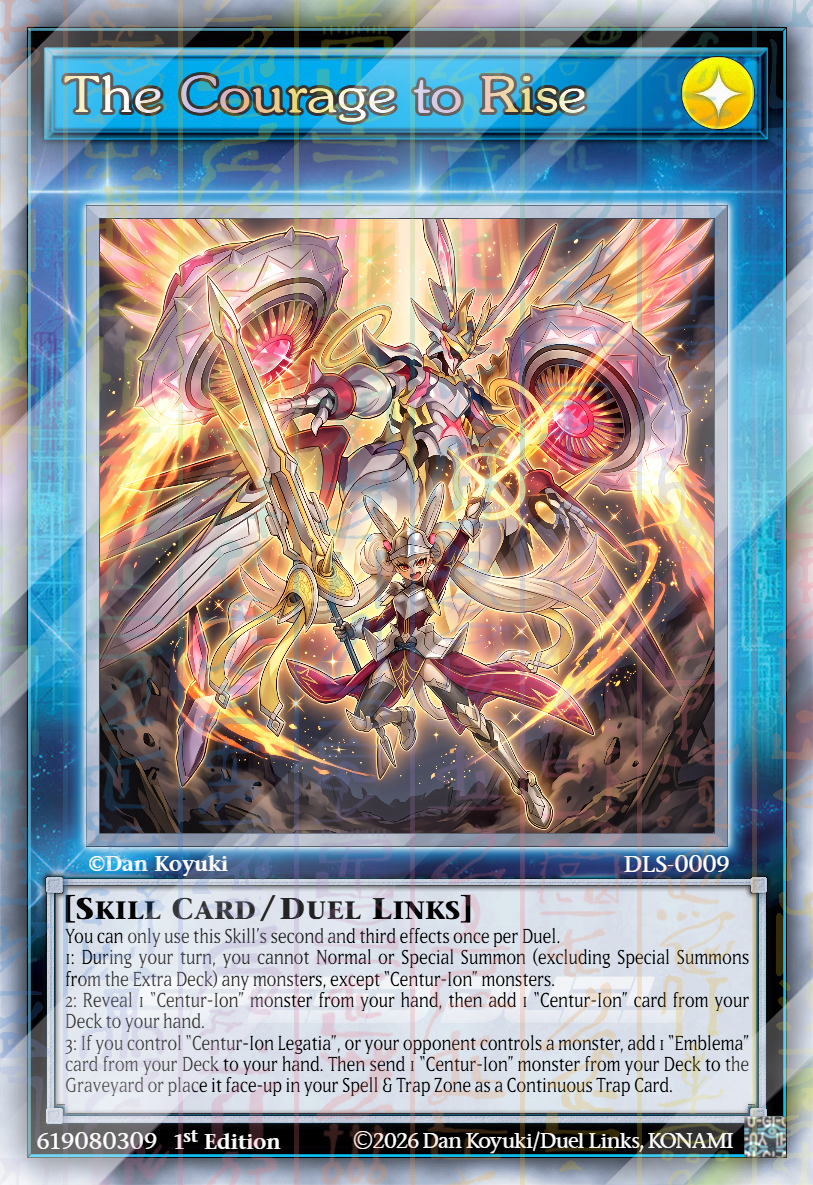 The Courage to Rise
©Dan Koyuki
DLS-0009
[Skill Card/Duel Links]
You can only use this Skill's second and third effects once per Duel.
1: During your turn, you cannot Normal or Special Summon (excluding Special Summons
from the Extra Deck) any monsters, except "Centur-Ion" monsters.
2: Reveal 1 "Centur-Ion" monster from your hand, then add 1 "Centur-Ion" card from your
Deck to your hand.
3: If you control "Centur-Ion Legatia", or your opponent controls a monster, add 1 "Emblema"
card from your Deck to your hand. Then send 1 "Centur-Ion" monster from your Deck to the
Graveyard or place it face-up in your Spell & Trap Zone as a Continuous Trap Card.
619080309
1st Edition
©2026 Dan Koyuki/Duel Links, KONAMI